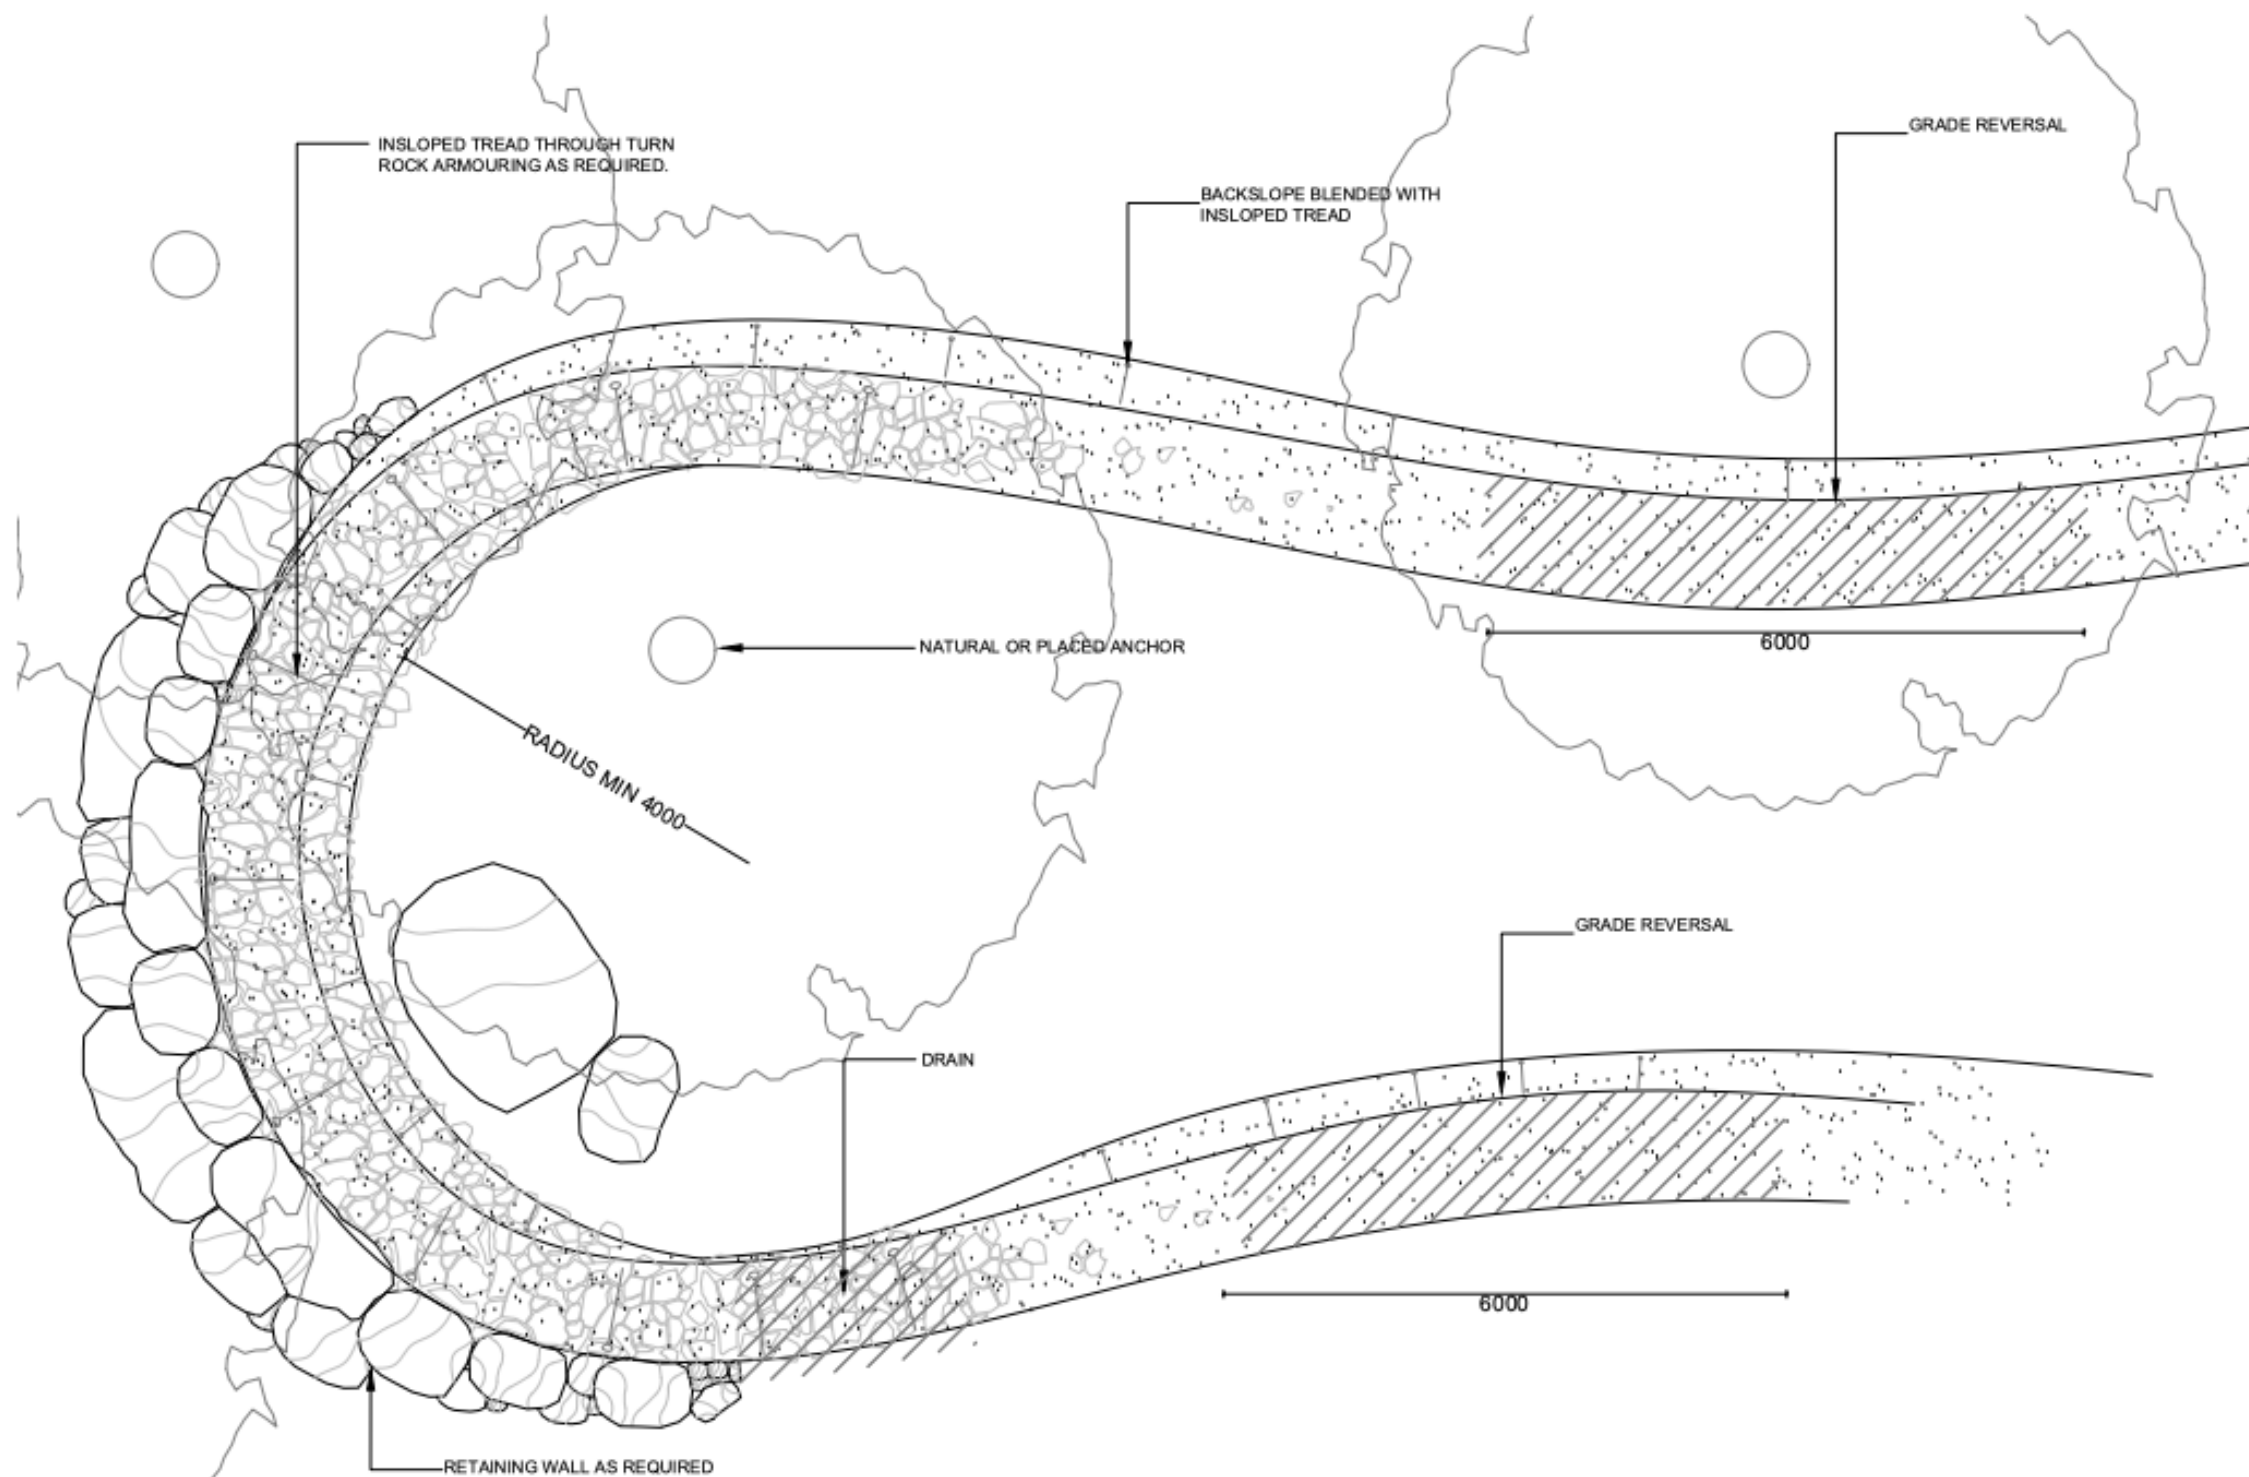 GRADE REVERSAL
INSLOPED TREAD THROUGH TURN
ROCK ARMOURING AS REQUIRED.
BACKSLOPE BLENDED WITH
INSLOPED TREAD
NATURAL OR PLACED ANCHOR
6000
RADIUS MIN 4000
GRADE REVERSAL
DRAIN
6000
RETAINING WALL AS REQUIRED